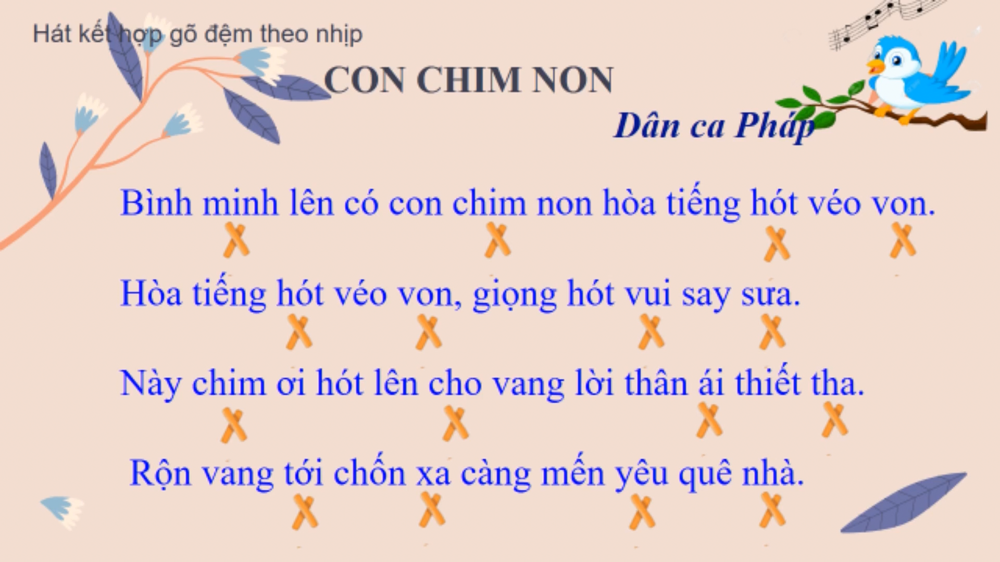 Hát kết hợp gõ đệm theo nhịp
CON CHIM NON
Dân ca Pháp
Bình minh lên có con chim non hòa tiếng hót véo von.
Hòa tiếng hót véo von, giọng hót vui say sưa.
Này chim ơi hót lên cho vang lời thân ái thiết tha.
Rộn vang tới chốn xa càng mến yêu quê nhà.